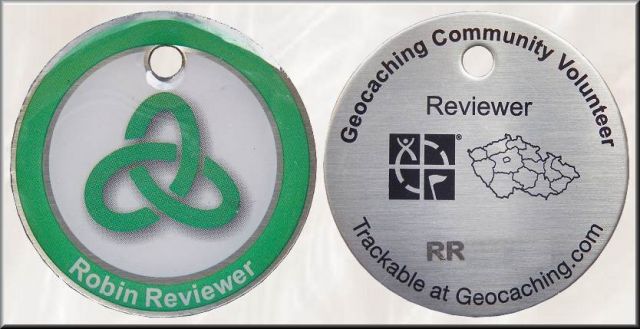 Robin Reviewer
Geocaching Community Volunteer
Reviewer
®
RR
Trackable at Geocaching.com